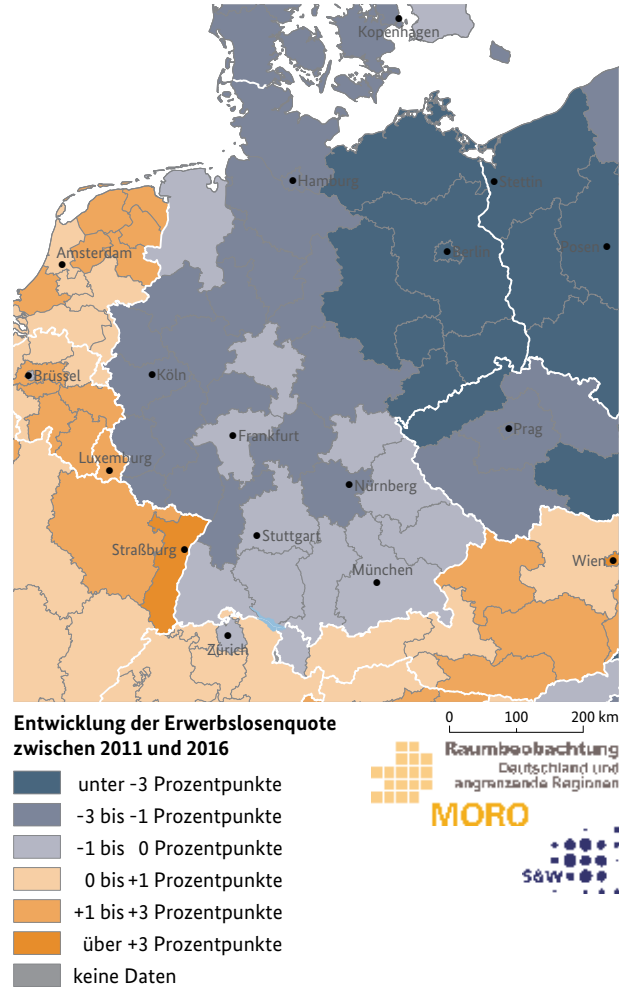 Kopenhagen
Hamburg
Stettin
Amsterdam
Berlin
Posen
Brüssel
Köln
Frankfurt
Prag
Luxemburg
Nürnberg
Straßburg
Stuttgart
Wien
München
Zürich
Entwicklung der Erwerbslosenquote
zwischen 2011 und 2016
0 100 200 km
unter -3 Prozentpunkte
-3 bis -1 Prozentpunkte
-1 bis 0 Prozentpunkte
0 bis +1 Prozentpunkte
+1 bis +3 Prozentpunkte
über +3 Prozentpunkte
keine Daten
Raumbeobachtung
Deutschland und
angrenzende Regionen
MORO
S&W